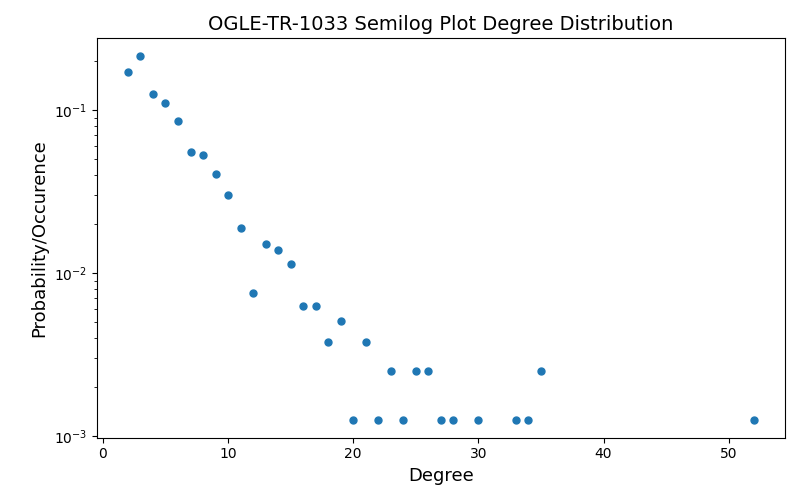 OGLE-TR-1033 Semilog Plot Degree Distribution
Probability/Occurence
10⁻¹
10⁻²
10⁻³
0 10 20 30 40 50
Degree